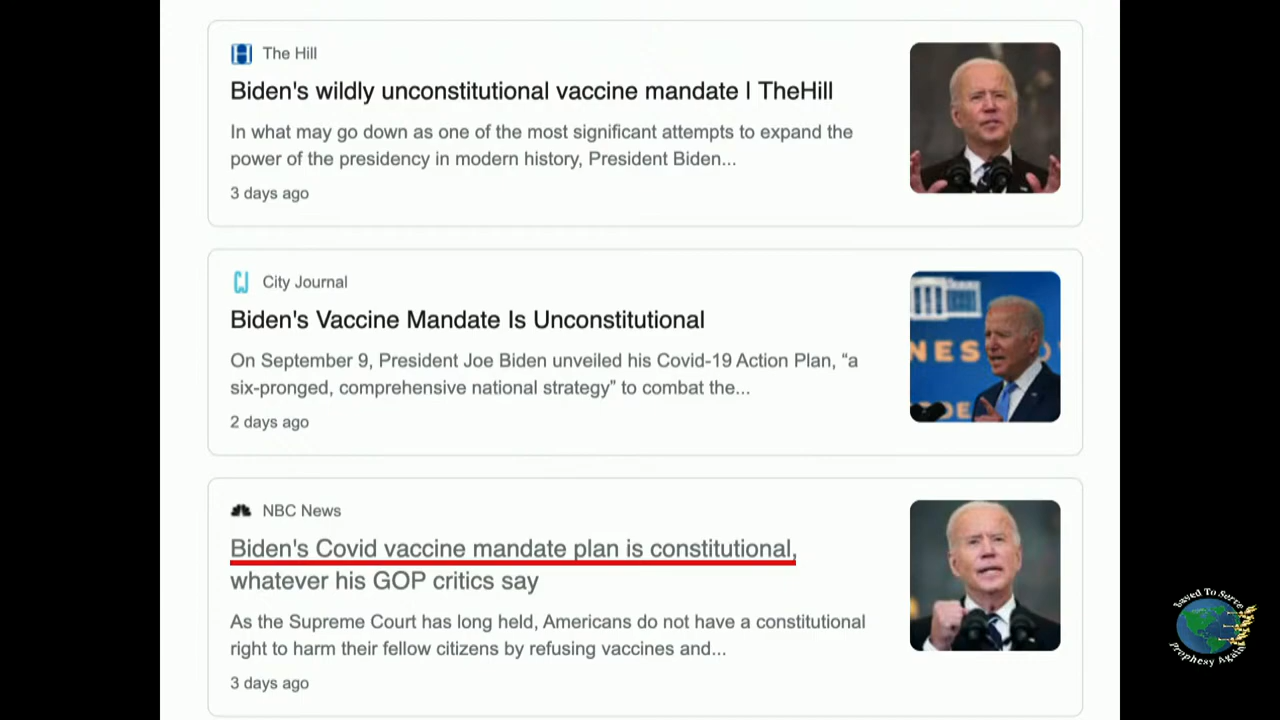 The Hill
Biden's wildly unconstitutional vaccine mandate | TheHill
In what may go down as one of the most significant attempts to expand the
power of the presidency in modern history, President Biden...
3 days ago
City Journal
Biden's Vaccine Mandate Is Unconstitutional
On September 9, President Joe Biden unveiled his Covid-19 Action Plan, “a
six-pronged, comprehensive national strategy” to combat the...
2 days ago
NBC News
Biden's Covid vaccine mandate plan is constitutional,
whatever his GOP critics say
As the Supreme Court has long held, Americans do not have a constitutional
right to harm their fellow citizens by refusing vaccines and...
3 days ago
To Serve
Prophesy Again